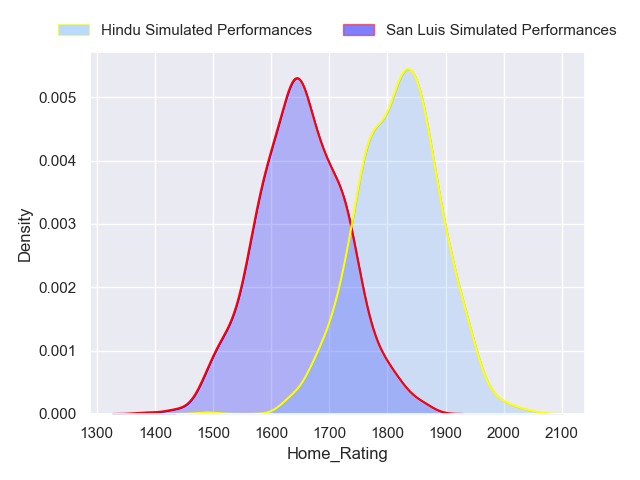 Hindu Simulated Performances San Luis Simulated Performances
0.005
0.004
0.003
0.002
0.001
0.000
Density
1300 1400 1500 1600 1700 1800 1900 2000 2100
Home_Rating